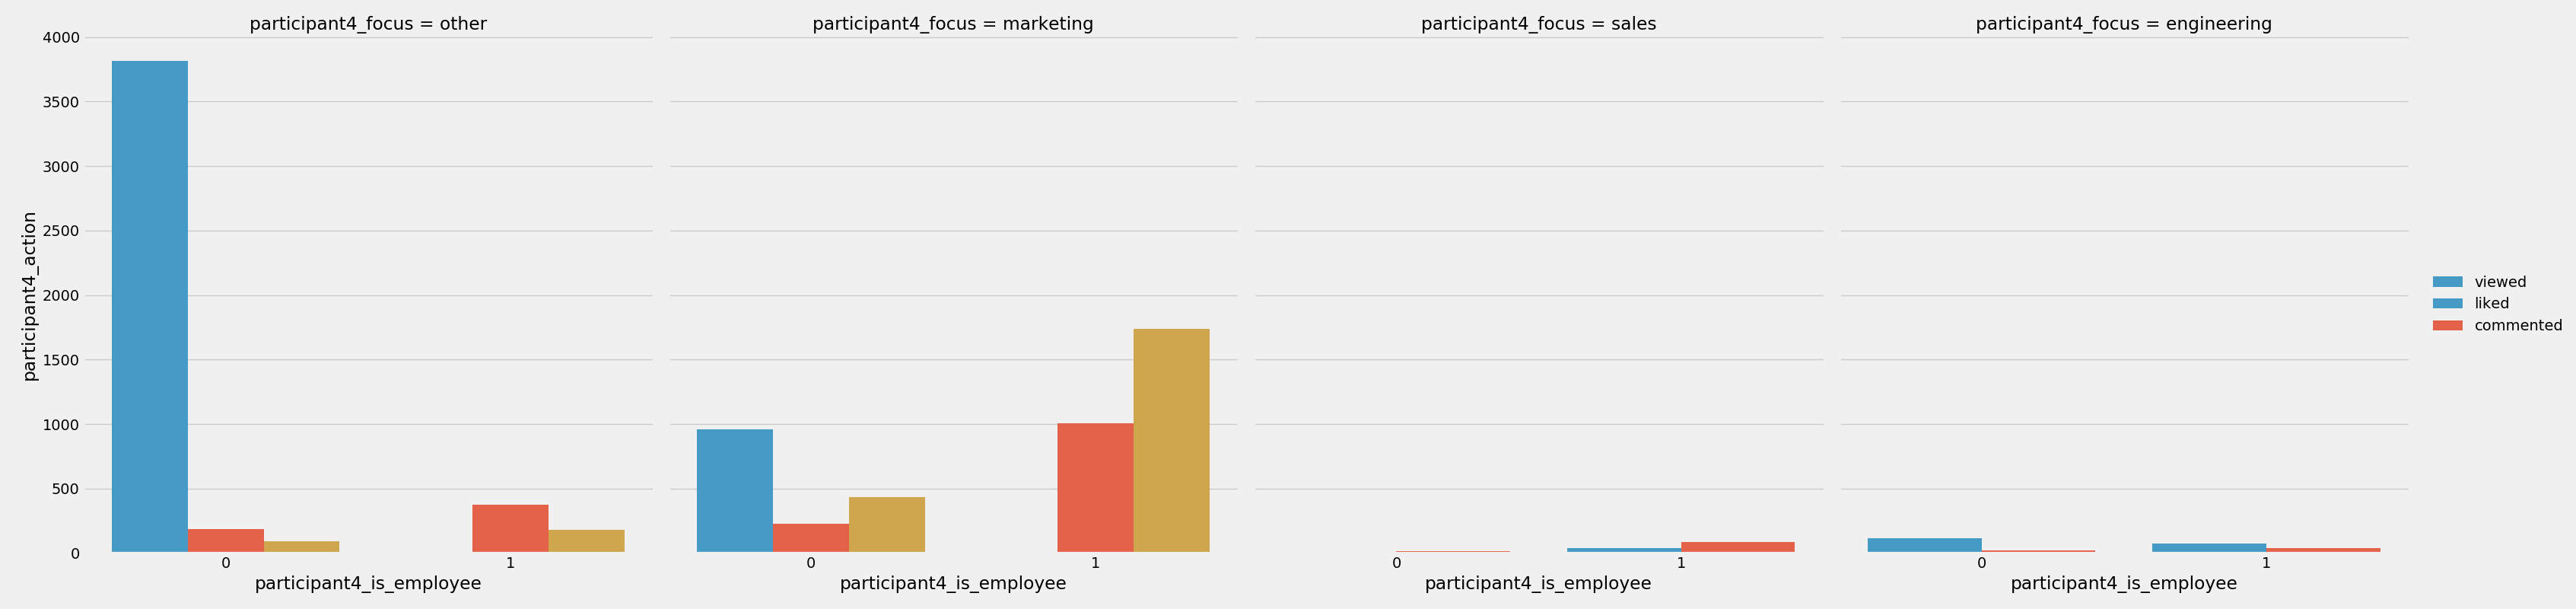 participant4_focus = other
participant4_focus = marketing
participant4_focus = sales
participant4_focus = engineering
participant4_action
4000
3500
3000
2500
2000
1500
1000
500
0
0
1
0
1
0
1
0
1
participant4_is_employee
participant4_is_employee
participant4_is_employee
participant4_is_employee
viewed
liked
commented